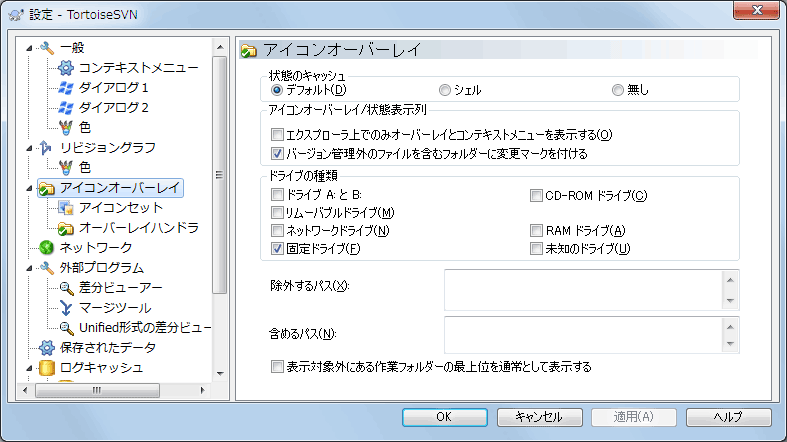 設定 - TortoiseSVN
一般
コンテキストメニュー
ダイアログ1
ダイアログ2
色
リビジョングラフ
色
アイコンオーバーレイ
アイコンセット
オーバーレイハンドラ
ネットワーク
外部プログラム
差分ビューアー
マージツール
Unified形式の差分ビュー
保存されたデータ
ログキャッシュ
アイコンオーバーレイ
状態のキャッシュ
デフォルト(D) シェル 無し
アイコンオーバーレイ/状態表示列
エクスプローラ上でのみオーバーレイとコンテキストメニューを表示する(O)
バージョン管理外のファイルを含むフォルダーに変更マークを付ける
ドライブの種類
ドライブ A: と B: CD-ROM ドライブ(C)
リムーバブルドライブ(M)
ネットワークドライブ(N) RAM ドライブ(A)
固定ドライブ(F) 未知のドライブ(U)
除外するパス(X):
含めるパス(N):
表示対象外にある作業フォルダーの最上位を通常として表示する
OK キャンセル 適用(A) ヘルプ